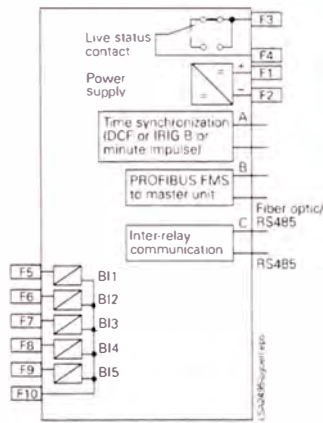 F3
Live status
contact
F4
Power
supply
+
F1
=
=
−
F2
Time synchronization
(DCF or IRIG B or
minute impulse)
A
PROFIBUS FMS
to master unit
B
Fiber optic/
RS485
Inter-relay
communication
C
RS485
F5
BI1
F6
BI2
F7
BI3
F8
BI4
F9
BI5
F10